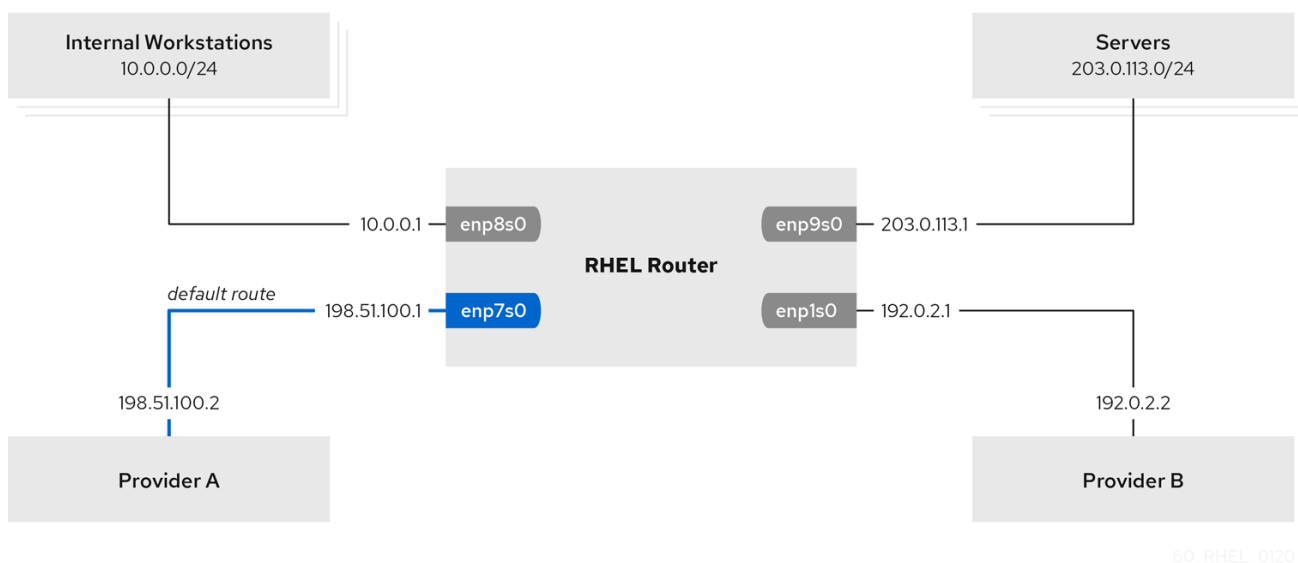 Internal Workstations
10.0.0.0/24
Servers
203.0.113.0/24
10.0.0.1
enp8s0
enp9s0
203.0.113.1
RHEL Router
default route
198.51.100.1
enp7s0
enp1s0
192.0.2.1
198.51.100.2
192.0.2.2
Provider A
Provider B
60_RHEL_0120